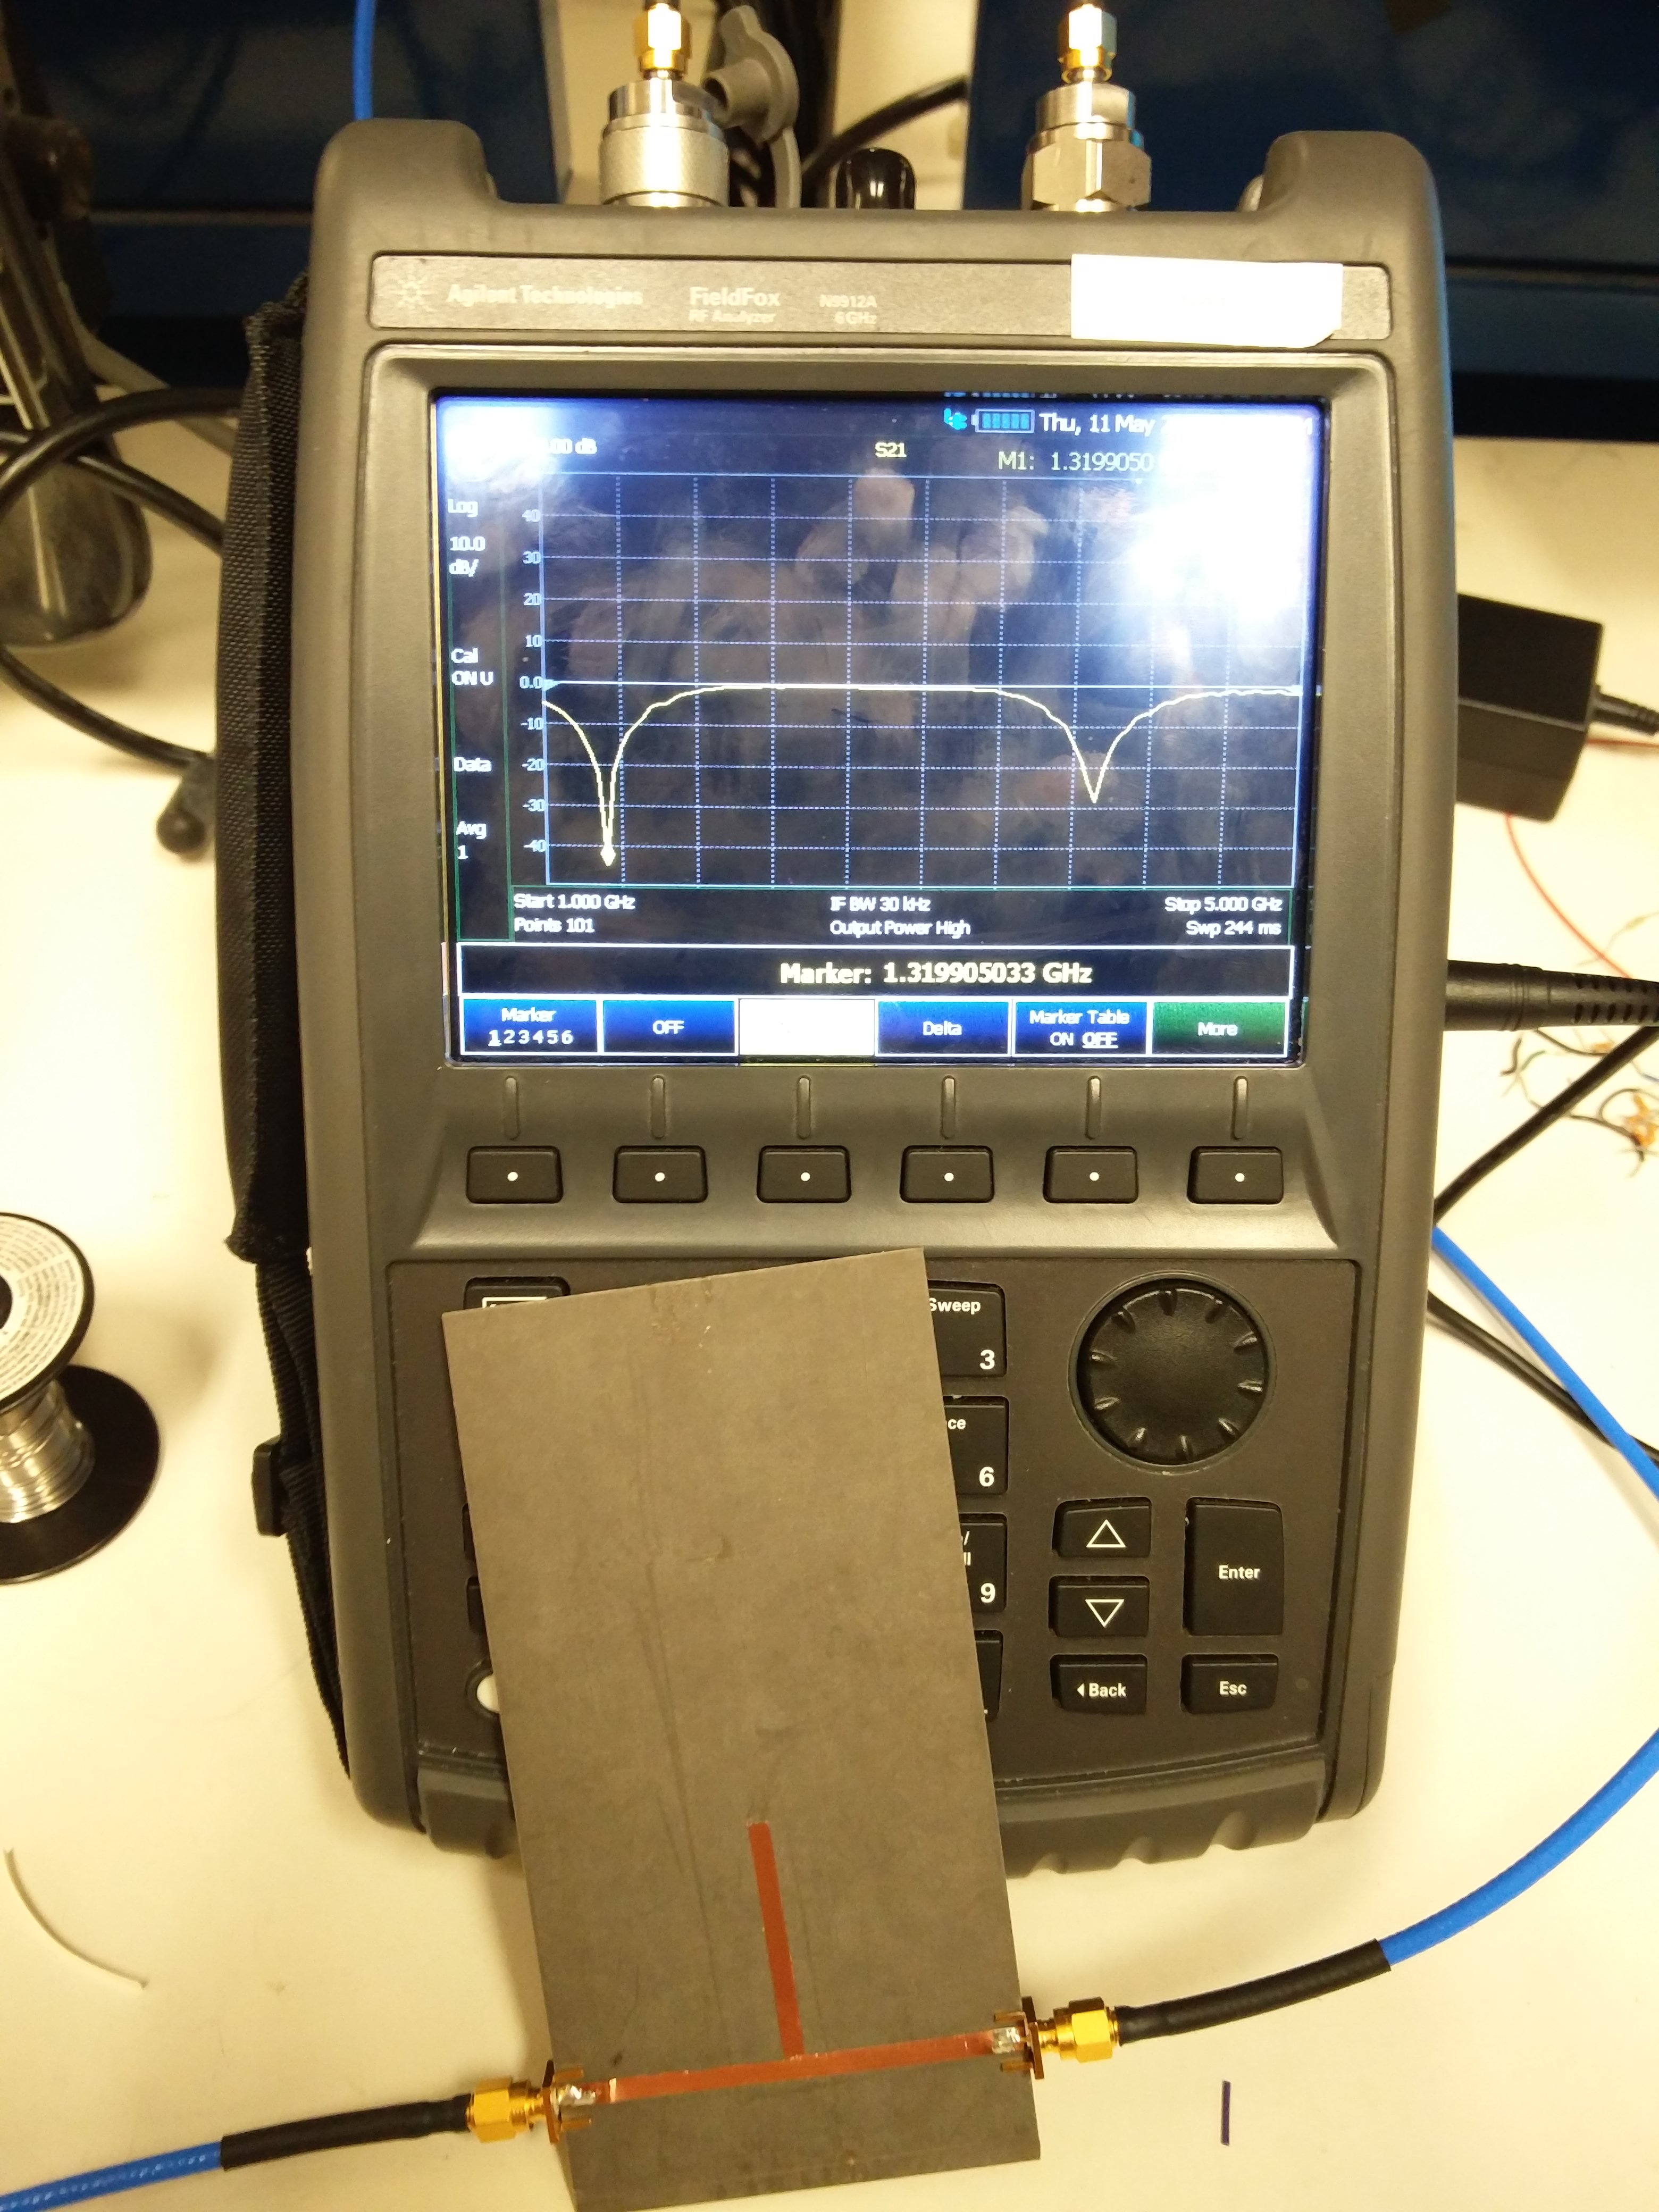 Agilent Technologies FieldFox N9912A
RF Analyzer 6 GHz
Thu, 11 May
.00 dB S21
M1: 1.3199050
Log
10.0
dB/
Cal
ON U
Data
Avg
1
40
30
20
10
0.0
-10
-20
-30
-40
Start 1.000 GHz IF BW 30 kHz Stop 5.000 GHz
Points 101 Output Power High Swp 244 ms
Marker: 1.319905033 GHz
Marker OFF Delta Marker Table More
123456 ON OFF
Sweep
3
6
9
Enter
Back
Esc